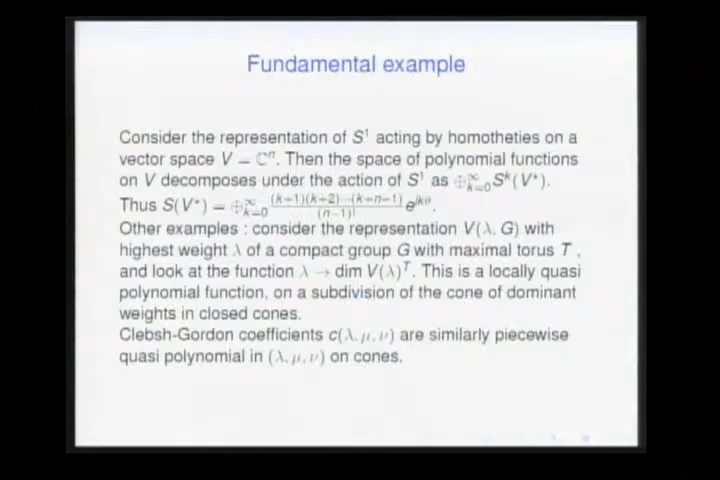 Fundamental example
Consider the representation of S¹ acting by homotheties on a
vector space V = ℂⁿ. Then the space of polynomial functions
on V decomposes under the action of S¹ as ⊕_{k=0}^∞ S^k(V*).
Thus S(V*) = ⊕_{k=0}^∞ (k+1)(k+2)···(k+n−1)/(n−1)! e^{ikθ}.
Other examples : consider the representation V(λ, G) with
highest weight λ of a compact group G with maximal torus T ,
and look at the function λ → dim V(λ)^T. This is a locally quasi
polynomial function, on a subdivision of the cone of dominant
weights in closed cones.
Clebsh-Gordon coefficients c(λ, μ, ν) are similarly piecewise
quasi polynomial in (λ, μ, ν) on cones.